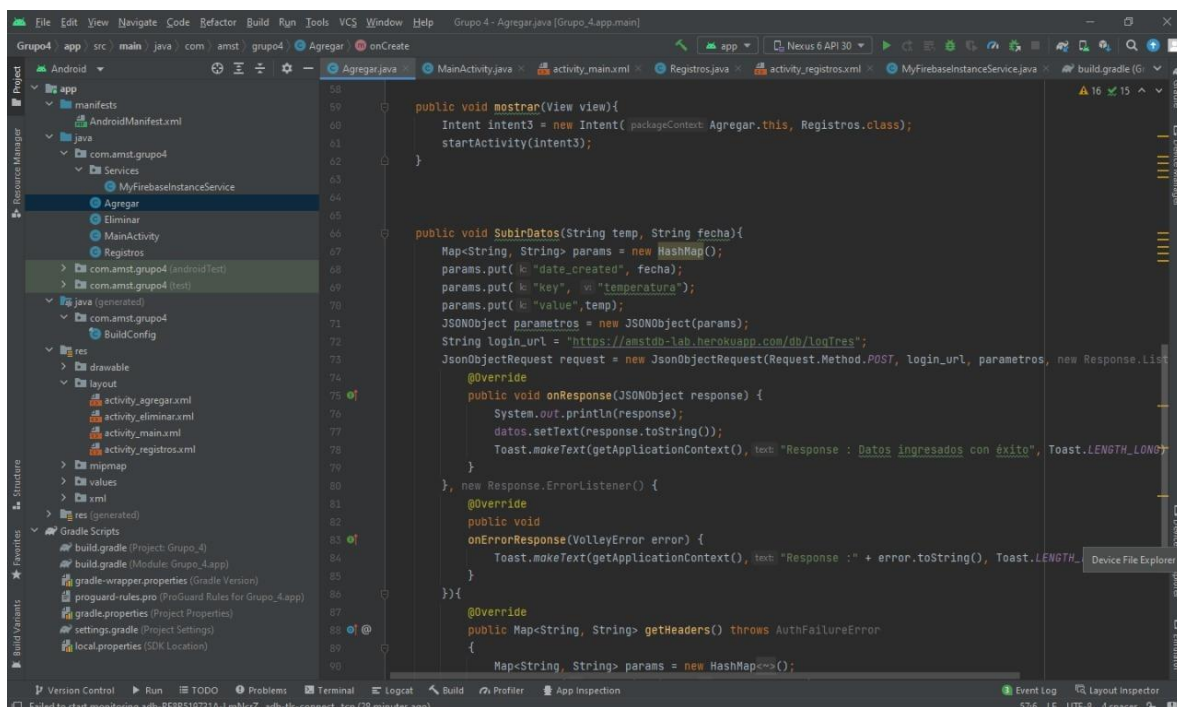 File Edit View Navigate Code Refactor Build Run Tools VCS Window Help Grupo 4 - Agregar.java [Grupo_4.app.main]
Grupo4 app src main java com amst grupo4 Agregar onCreate app Nexus 6 API 30
Android
Agregar.java MainActivity.java activity_main.xml Registros.java activity_registros.xml MyFirebaseInstanceService.java build.gradle (G
Project
Resource Manager
Structure
Favorites
Build Variants
app
manifests
AndroidManifest.xml
java
com.amst.grupo4
Services
MyFirebaseInstanceService
Agregar
Eliminar
MainActivity
Registros
com.amst.grupo4 (androidTest)
com.amst.grupo4 (test)
java (generated)
com.amst.grupo4
BuildConfig
res
drawable
layout
activity_agregar.xml
activity_eliminar.xml
activity_main.xml
activity_registros.xml
mipmap
values
xml
res (generated)
Gradle Scripts
build.gradle (Project: Grupo_4)
build.gradle (Module: Grupo_4.app)
gradle-wrapper.properties (Gradle Version)
proguard-rules.pro (ProGuard Rules for Grupo_4.app)
gradle.properties (Project Properties)
settings.gradle (Project Settings)
local.properties (SDK Location)
16 15
58
59 public void mostrar(View view){
60 Intent intent3 = new Intent( packageContext: Agregar.this, Registros.class);
61 startActivity(intent3);
62 }
63
64
65
66 public void SubirDatos(String temp, String fecha){
67 Map<String, String> params = new HashMap();
68 params.put( k: "date_created", fecha);
69 params.put( k: "key", v: "temperatura");
70 params.put( k: "value",temp);
71 JSONObject parametros = new JSONObject(params);
72 String login_url = "https://amstdb-lab.herokuapp.com/db/logTres";
73 JsonObjectRequest request = new JsonObjectRequest(Request.Method.POST, login_url, parametros, new Response.List
74 @Override
75 public void onResponse(JSONObject response) {
76 System.out.println(response);
77 datos.setText(response.toString());
78 Toast.makeText(getApplicationContext(), text: "Response : Datos ingresados con éxito", Toast.LENGTH_LONG)
79 }
80 }, new Response.ErrorListener() {
81 @Override
82 public void
83 onErrorResponse(VolleyError error) {
84 Toast.makeText(getApplicationContext(), text: "Response :" + error.toString(), Toast.LENGTH_
85 }
86 }){
87 @Override
88 @ public Map<String, String> getHeaders() throws AuthFailureError
89 {
90 Map<String, String> params = new HashMap<~>();
Device Manager
Device File Explorer
Version Control Run TODO Problems Terminal Logcat Build Profiler App Inspection 1 Event Log Layout Inspector
57:6 LF UTF-8 4 spaces